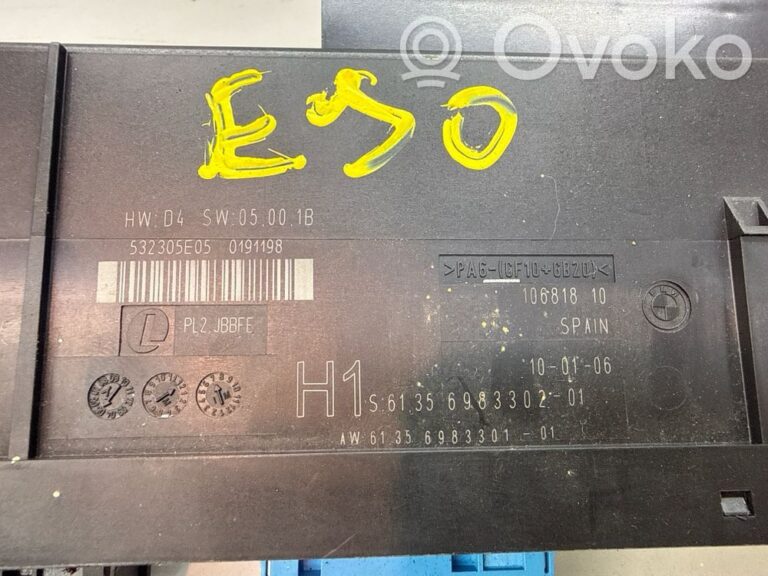 Ovoko
E90
HW:D4 SW:05,00,1B
532305E05 0191198
>PA6-(GF10+GB20)<
106818 10
PL2 JBBFE
SPAIN
10-01-06
H1 S:61.35 6983302-01
AW 61 35 6983301 -01